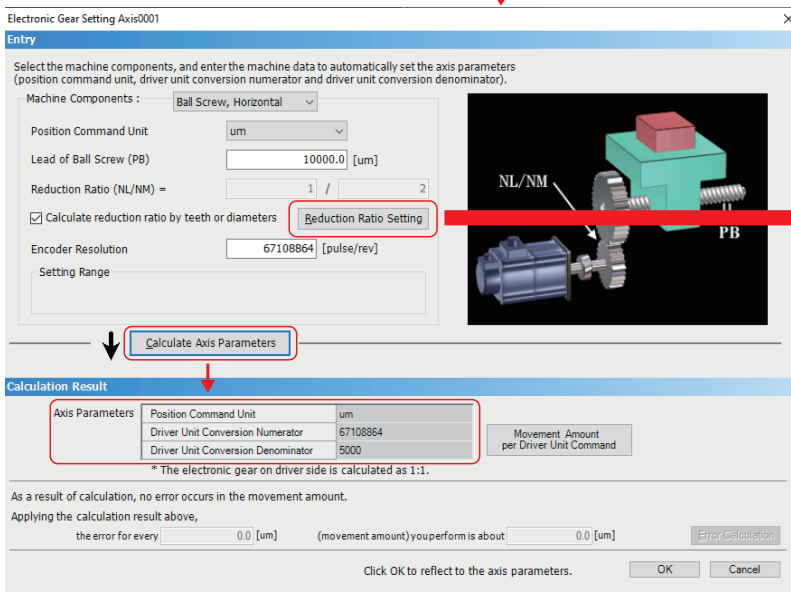 Electronic Gear Setting Axis0001
Entry
Select the machine components, and enter the machine data to automatically set the axis parameters
(position command unit, driver unit conversion numerator and driver unit conversion denominator).
Machine Components : Ball Screw, Horizontal
Position Command Unit um
Lead of Ball Screw (PB) 10000.0 [um]
Reduction Ratio (NL/NM) = 1 / 2
Calculate reduction ratio by teeth or diameters Reduction Ratio Setting
Encoder Resolution 67108864 [pulse/rev]
Setting Range
NL/NM
PB
Calculate Axis Parameters
Calculation Result
Axis Parameters Position Command Unit um
Driver Unit Conversion Numerator 67108864
Driver Unit Conversion Denominator 5000
Movement Amount
per Driver Unit Command
* The electronic gear on driver side is calculated as 1:1.
As a result of calculation, no error occurs in the movement amount.
Applying the calculation result above,
the error for every 0.0 [um] (movement amount) you perform is about 0.0 [um] Error Calculation
Click OK to reflect to the axis parameters. OK Cancel